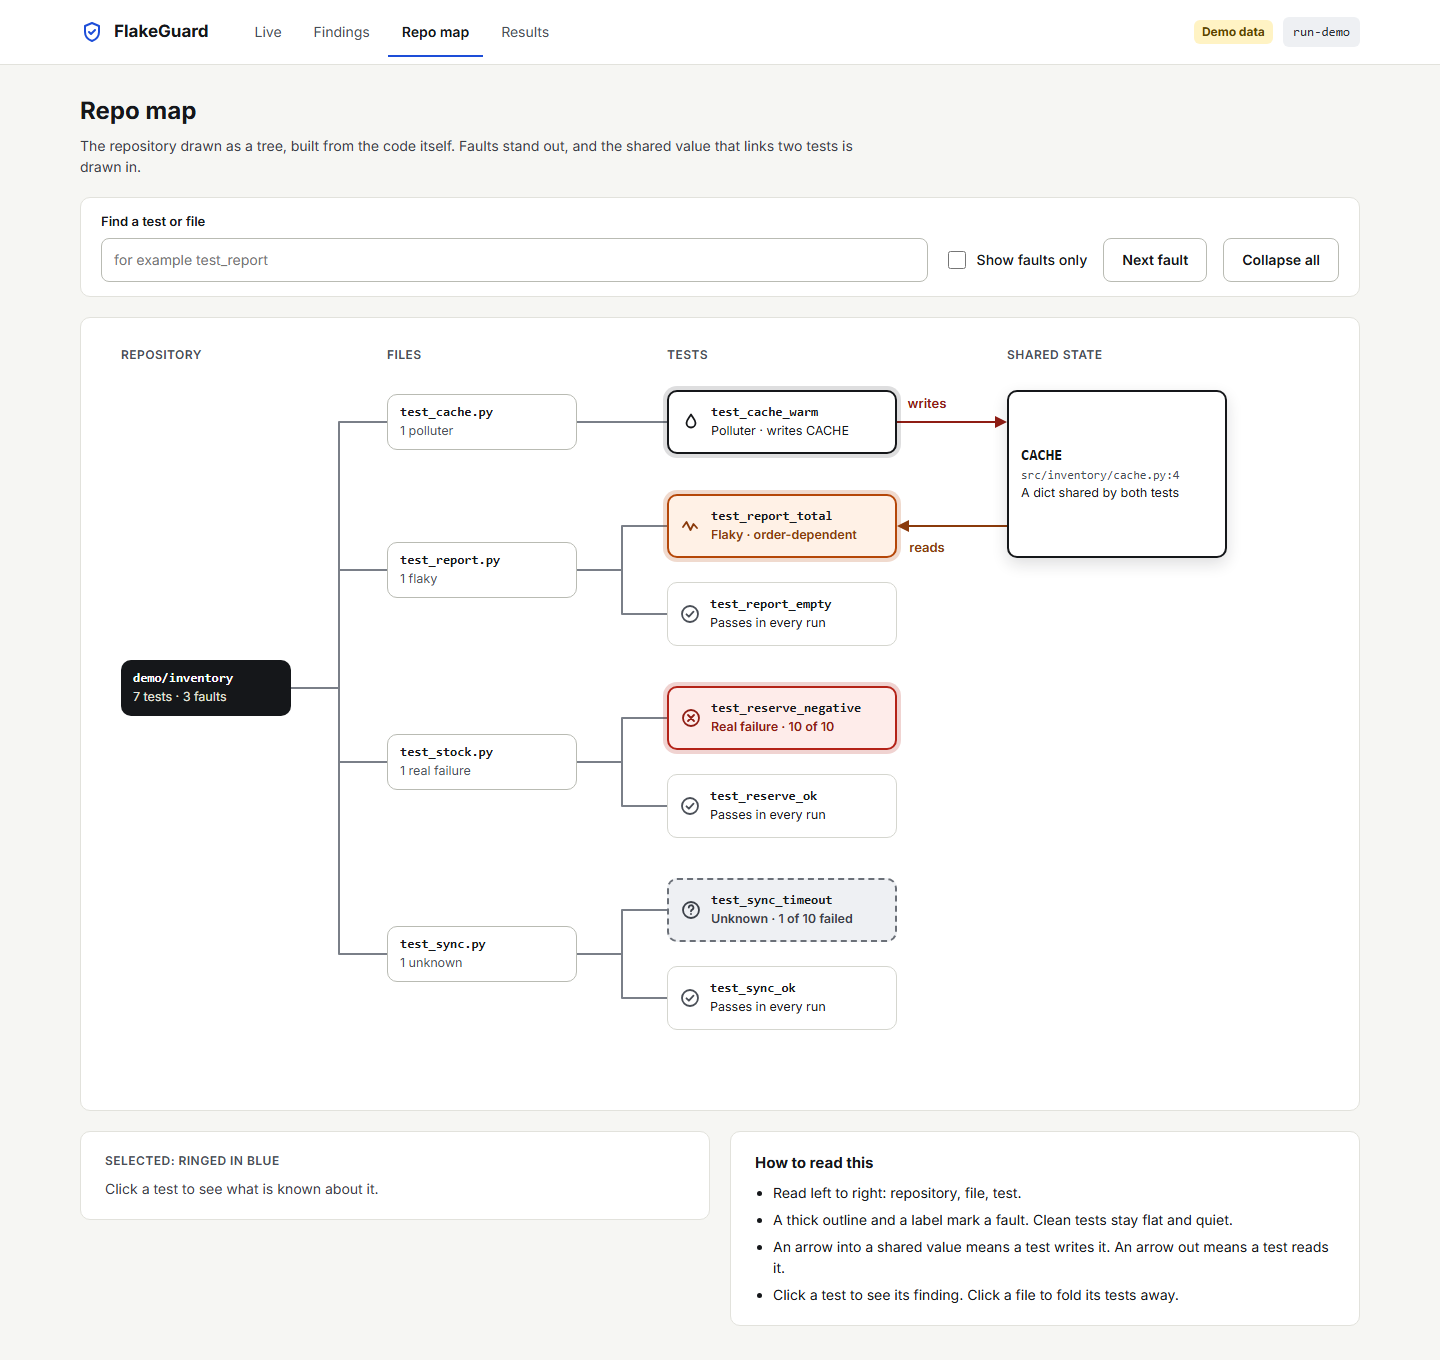 FlakeGuard
Live
Findings
Repo map
Results
Demo data
run-demo
Repo map
The repository drawn as a tree, built from the code itself. Faults stand out, and the shared value that links two tests is
drawn in.
Find a test or file
for example test_report
Show faults only
Next fault
Collapse all
REPOSITORY
FILES
TESTS
SHARED STATE
test_cache.py
1 polluter
test_cache_warm
Polluter · writes CACHE
writes
CACHE
src/inventory/cache.py:4
A dict shared by both tests
test_report_total
Flaky · order-dependent
reads
test_report.py
1 flaky
test_report_empty
Passes in every run
demo/inventory
7 tests · 3 faults
test_reserve_negative
Real failure · 10 of 10
test_stock.py
1 real failure
test_reserve_ok
Passes in every run
test_sync_timeout
Unknown · 1 of 10 failed
test_sync.py
1 unknown
test_sync_ok
Passes in every run
SELECTED: RINGED IN BLUE
Click a test to see what is known about it.
How to read this
Read left to right: repository, file, test.
A thick outline and a label mark a fault. Clean tests stay flat and quiet.
An arrow into a shared value means a test writes it. An arrow out means a test reads
it.
Click a test to see its finding. Click a file to fold its tests away.